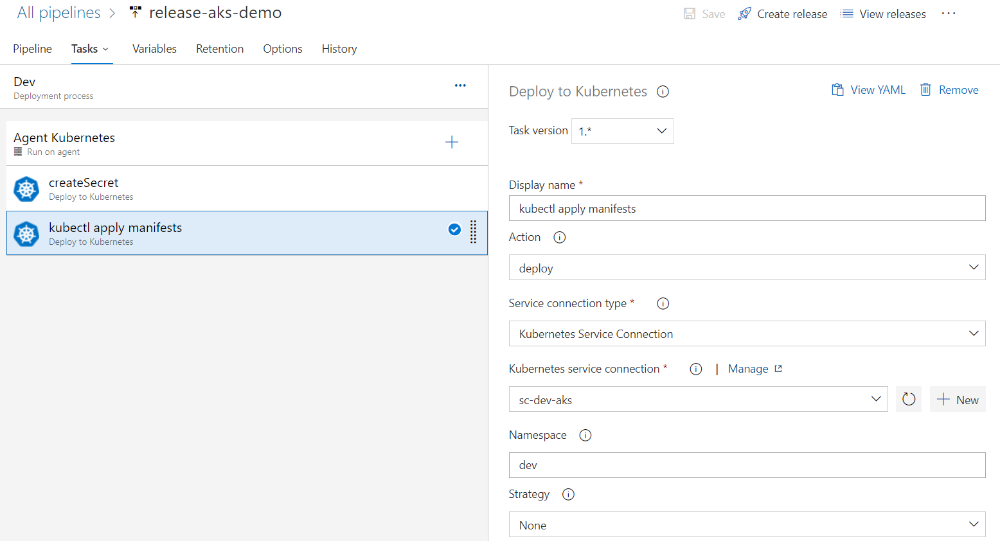 All pipelines > release-aks-demo
Save Create release View releases ...
Pipeline Tasks Variables Retention Options History
Dev
Deployment process
Agent Kubernetes
Run on agent
createSecret
Deploy to Kubernetes
kubectl apply manifests
Deploy to Kubernetes
Deploy to Kubernetes
View YAML Remove
Task version 1.*
Display name *
kubectl apply manifests
Action
deploy
Service connection type *
Kubernetes Service Connection
Kubernetes service connection * | Manage
sc-dev-aks
New
Namespace
dev
Strategy
None